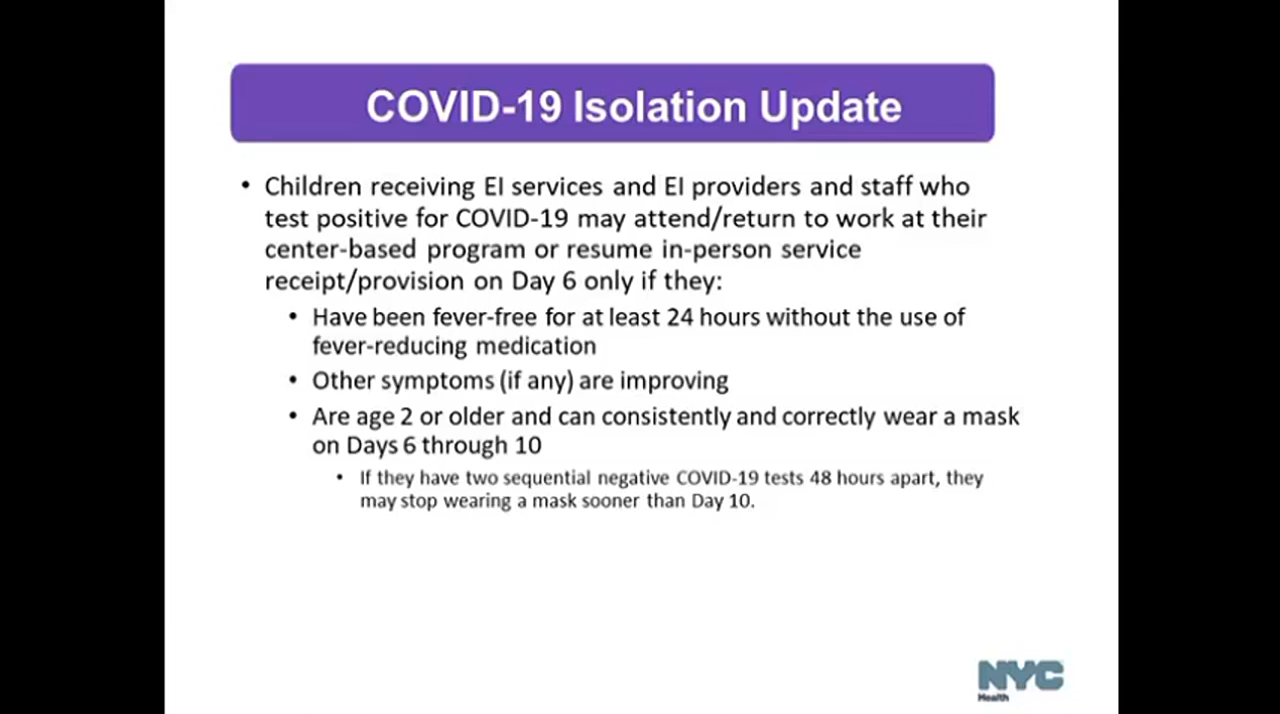 COVID-19 Isolation Update
• Children receiving EI services and EI providers and staff who
test positive for COVID-19 may attend/return to work at their
center-based program or resume in-person service
receipt/provision on Day 6 only if they:
• Have been fever-free for at least 24 hours without the use of
fever-reducing medication
• Other symptoms (if any) are improving
• Are age 2 or older and can consistently and correctly wear a mask
on Days 6 through 10
• If they have two sequential negative COVID-19 tests 48 hours apart, they
may stop wearing a mask sooner than Day 10.
NYC
Health